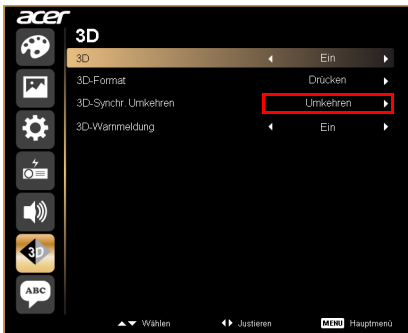 acer
3D
3D Ein
3D-Format Drücken
3D-Synchr. Umkehren Umkehren
3D-Warnmeldung Ein
3D
ABC
Wählen Justieren MENU Hauptmenü